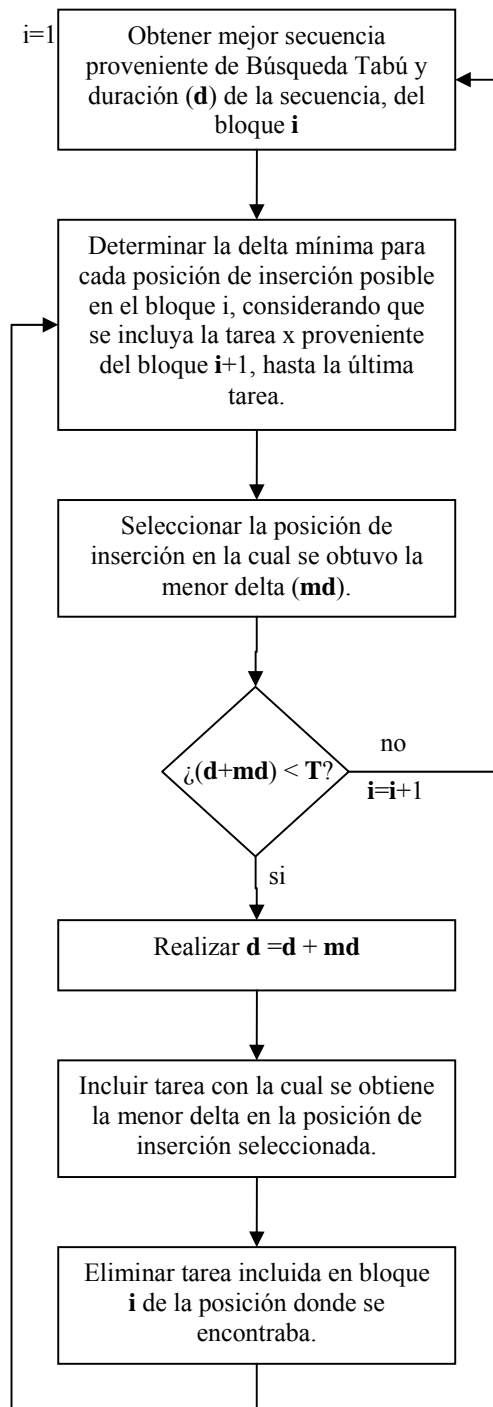 i=1
Obtener mejor secuencia
proveniente de Búsqueda Tabú y
duración (d) de la secuencia, del
bloque i
Determinar la delta mínima para
cada posición de inserción posible
en el bloque i, considerando que
se incluya la tarea x proveniente
del bloque i+1, hasta la última
tarea.
Seleccionar la posición de
inserción en la cual se obtuvo la
menor delta (md).
¿(d+md) < T?
no
i=i+1
si
Realizar d =d + md
Incluir tarea con la cual se obtiene
la menor delta en la posición de
inserción seleccionada.
Eliminar tarea incluida en bloque
i de la posición donde se
encontraba.